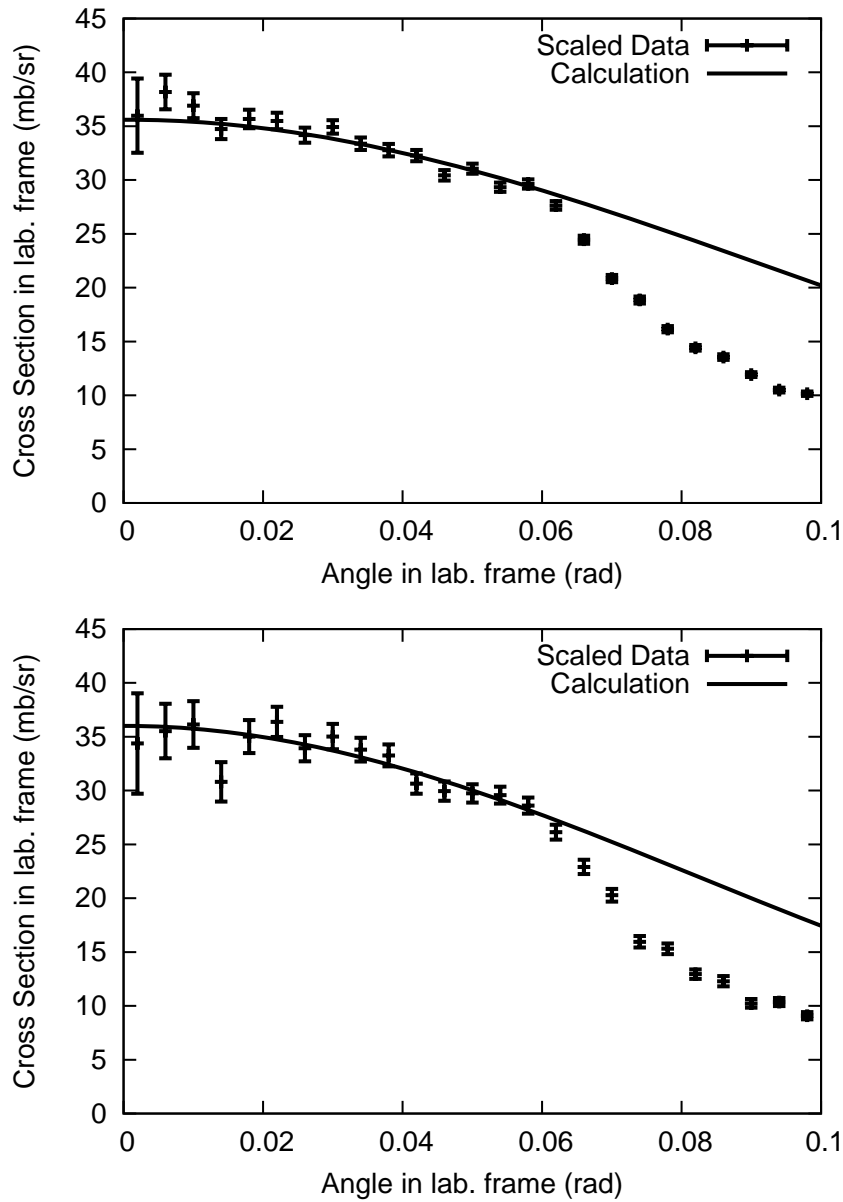 45
40
35
30
25
20
15
10
5
0
Cross Section in lab. frame (mb/sr)
Scaled Data
Calculation
0 0.02 0.04 0.06 0.08 0.1
Angle in lab. frame (rad)
45
40
35
30
25
20
15
10
5
0
Cross Section in lab. frame (mb/sr)
Scaled Data
Calculation
0 0.02 0.04 0.06 0.08 0.1
Angle in lab. frame (rad)